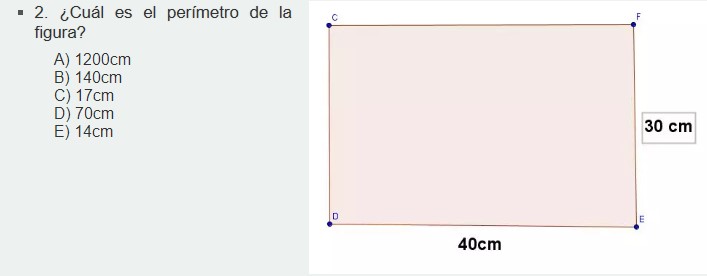 2. ¿Cuál es el perímetro de la
figura?
A) 1200cm
B) 140cm
C) 17cm
D) 70cm
E) 14cm
C
F
30 cm
D
E
40cm